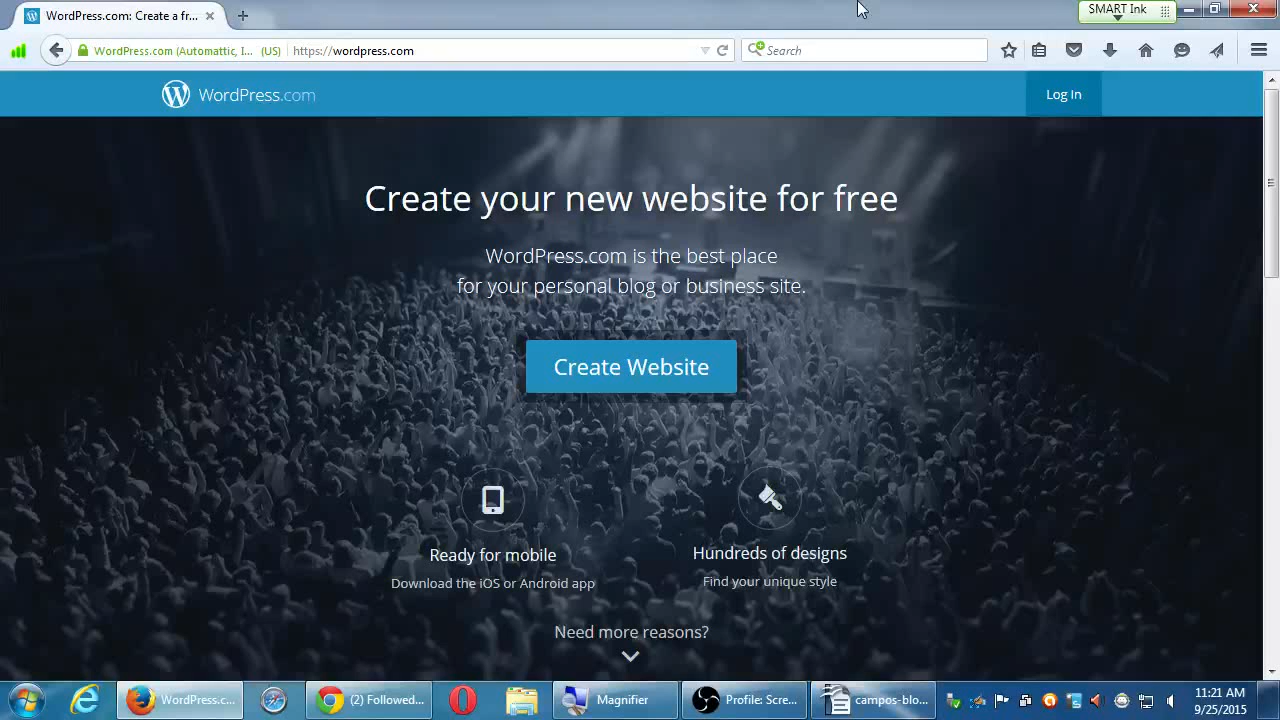 WordPress.com: Create a fr...
SMART Ink
WordPress.com (Automattic, I... (US)
https://wordpress.com
Search
WordPress.com
Log In
Create your new website for free
WordPress.com is the best place
for your personal blog or business site.
Create Website
Ready for mobile
Download the iOS or Android app
Hundreds of designs
Find your unique style
Need more reasons?
WordPress.c...
(2) Followed...
Magnifier
Profile: Scre...
campos-blo...
11:21 AM
9/25/2015